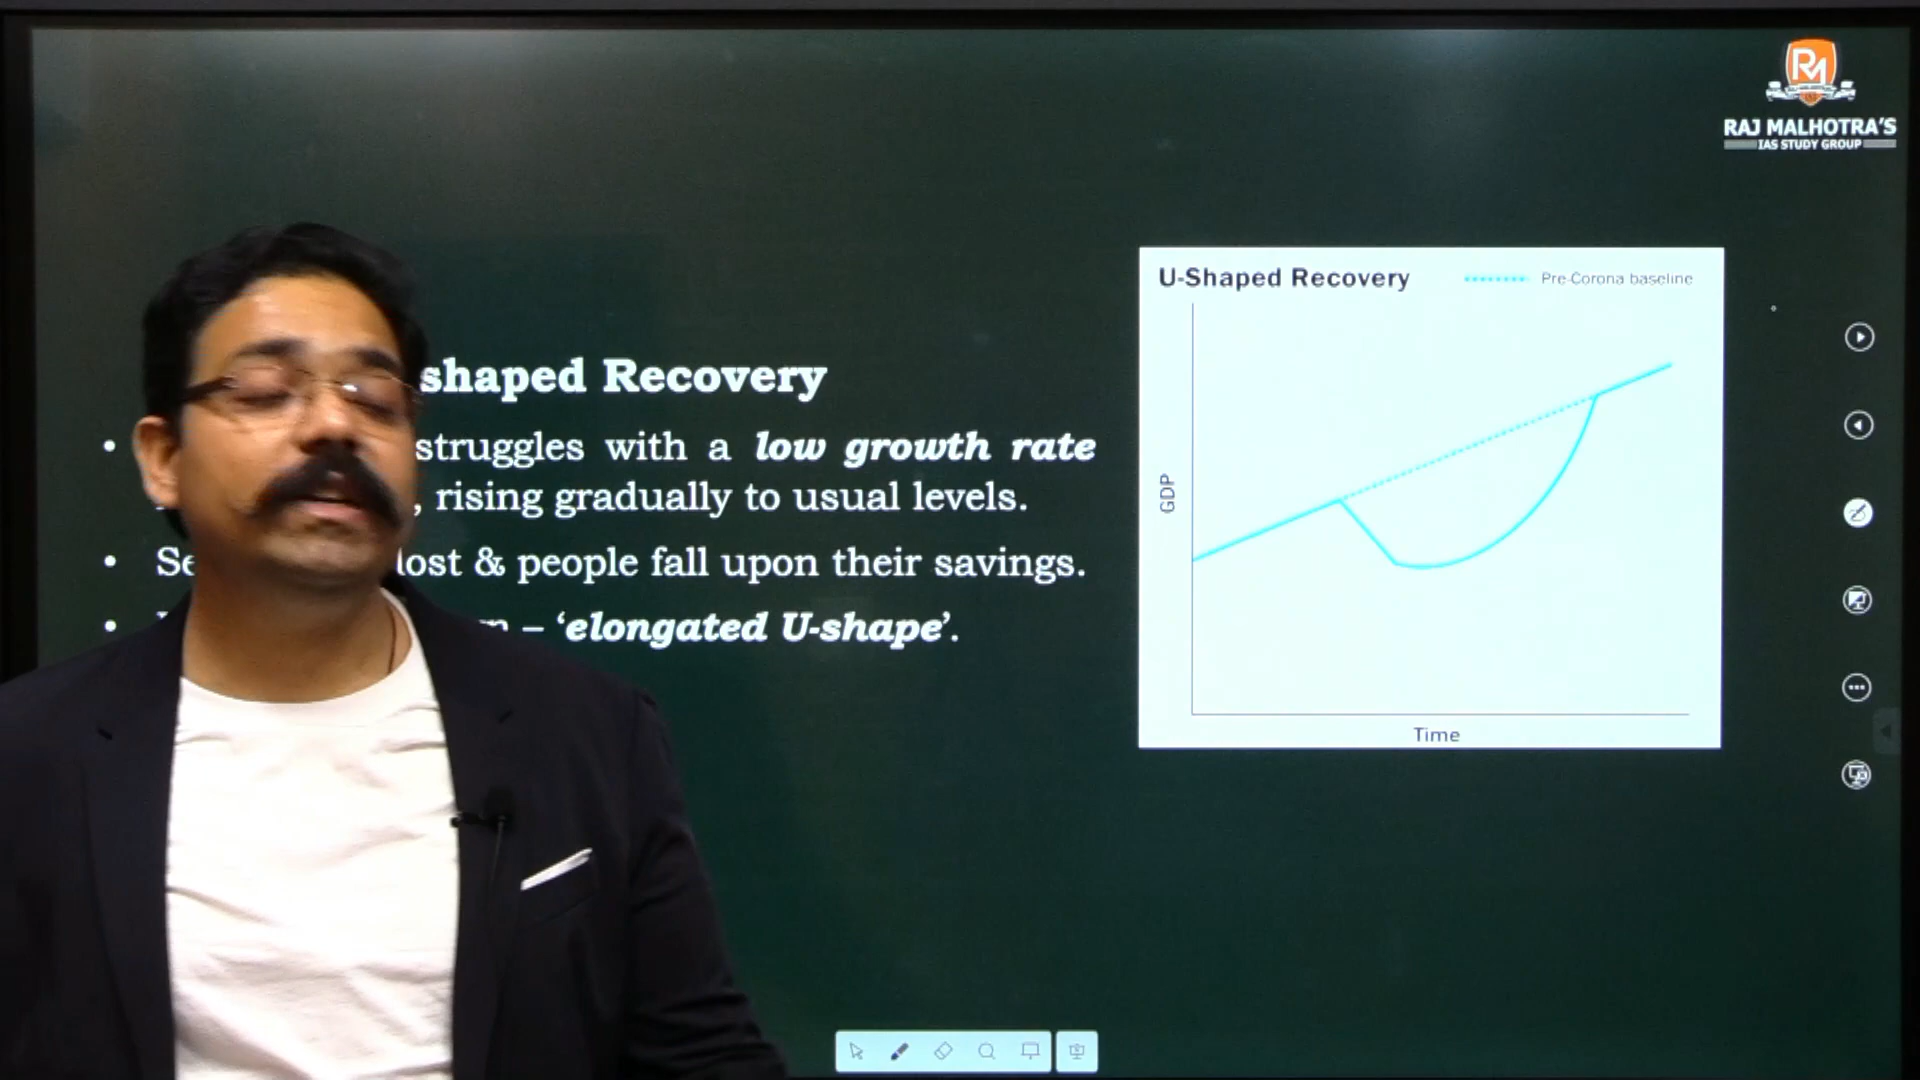 RM
RAJ MALHOTRA'S
IAS STUDY GROUP
shaped Recovery
• struggles with a low growth rate
, rising gradually to usual levels.
• lost & people fall upon their savings.
• – ‘elongated U-shape’.
U-Shaped Recovery
Pre-Corona baseline
GDP
Time